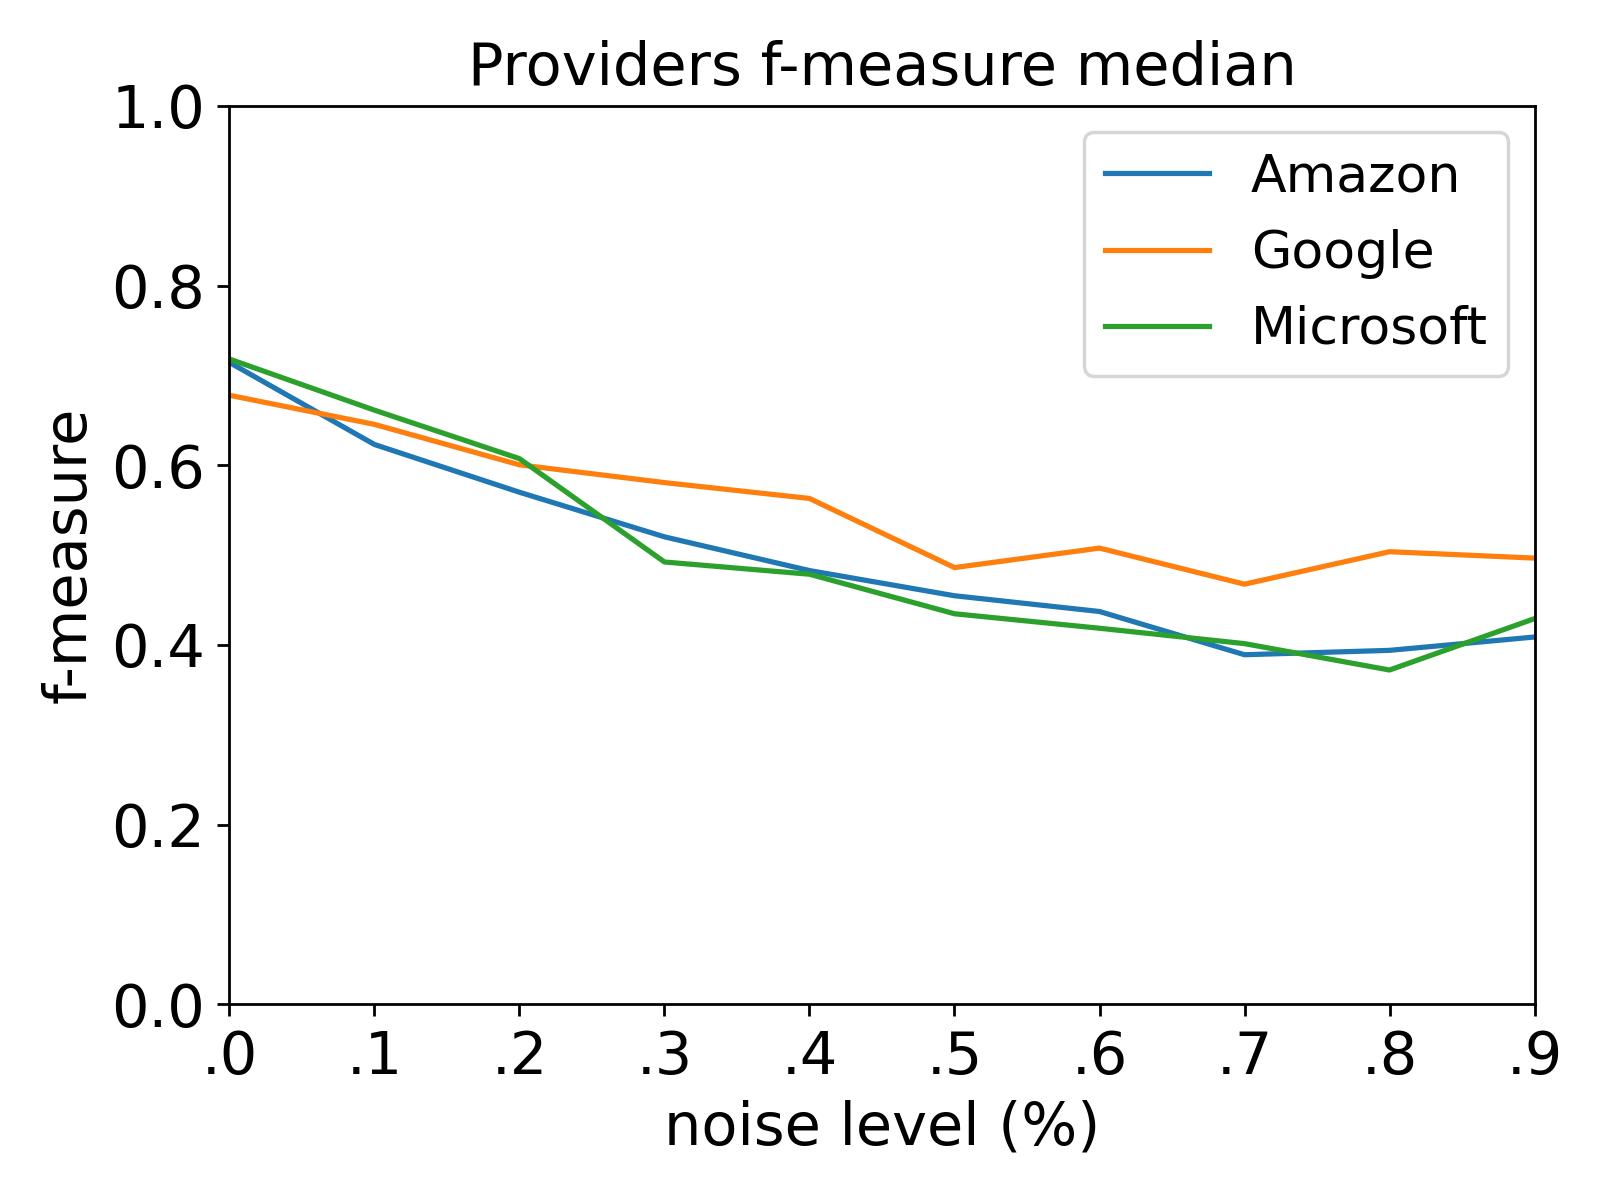 Providers f-measure median
1.0
0.8
0.6
0.4
0.2
0.0
f-measure
Amazon
Google
Microsoft
.0 .1 .2 .3 .4 .5 .6 .7 .8 .9
noise level (%)